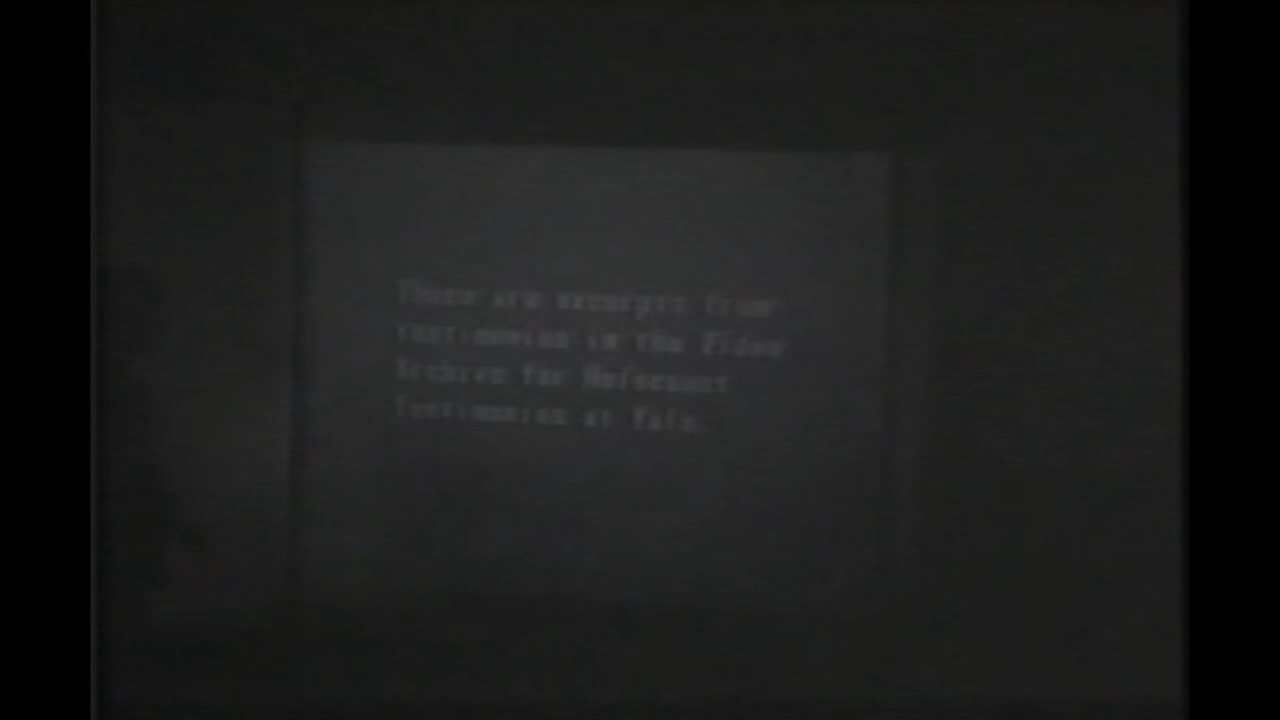 These are excerpts from
testimonies in the Video
Archive for Holocaust
Testimonies at Yale.